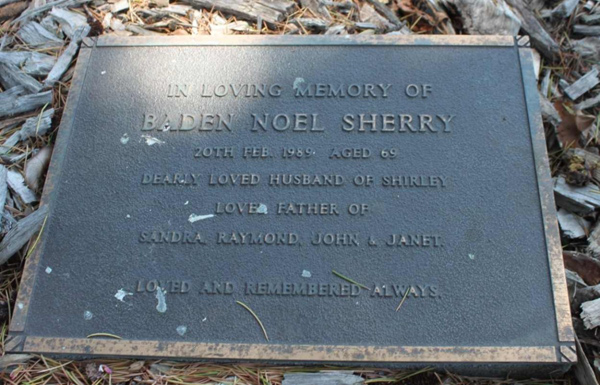 IN LOVING MEMORY OF
BADEN NOEL SHERRY
20TH FEB. 1989. AGED 69
DEARLY LOVED HUSBAND OF SHIRLEY
LOVED FATHER OF
SANDRA, RAYMOND, JOHN & JANET.
LOVED AND REMEMBERED ALWAYS.